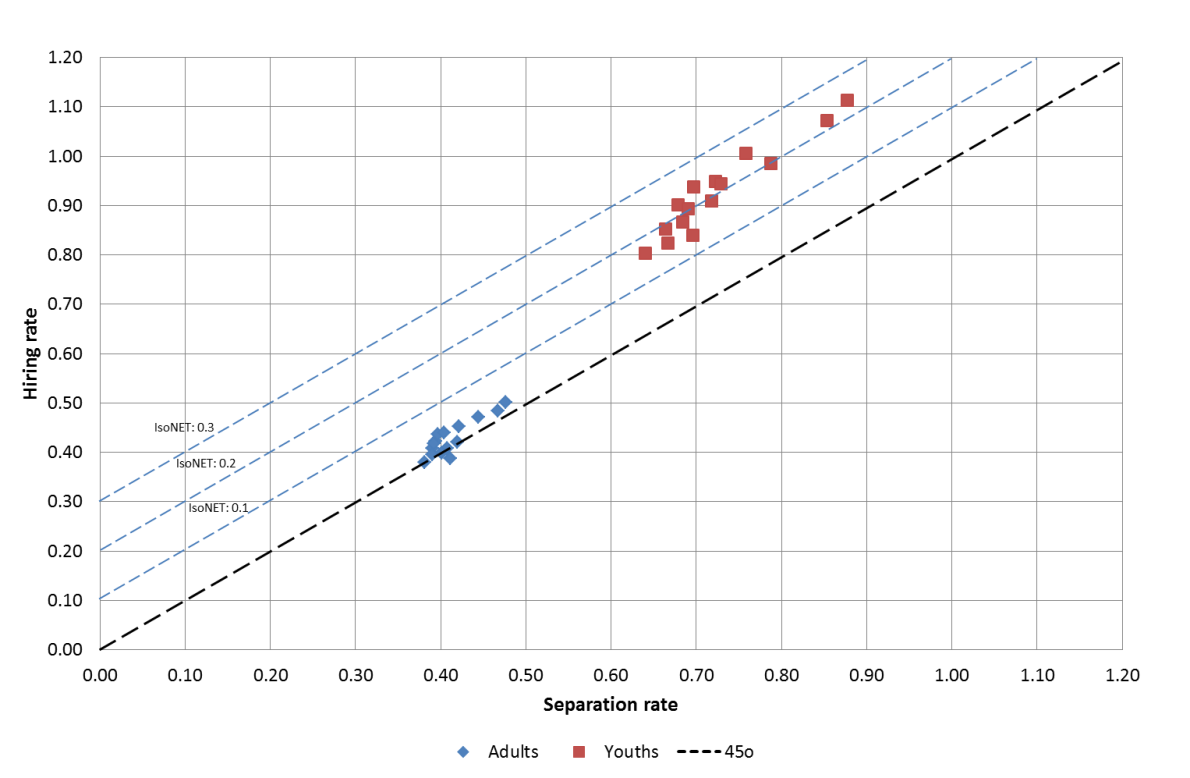 1.20
1.10
1.00
0.90
0.80
0.70
0.60
0.50
0.40
0.30
0.20
0.10
0.00
Hiring rate
IsoNET: 0.3
IsoNET: 0.2
IsoNET: 0.1
0.00 0.10 0.20 0.30 0.40 0.50 0.60 0.70 0.80 0.90 1.00 1.10 1.20
Separation rate
Adults Youths 45o